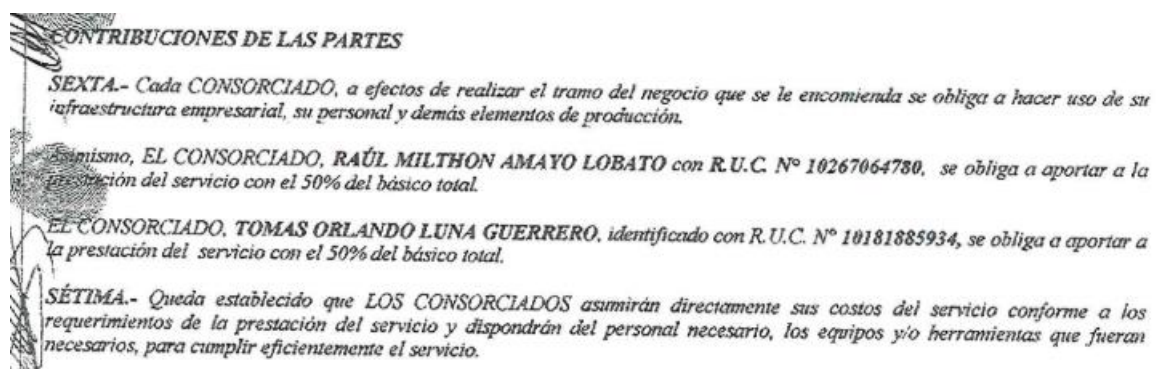 CONTRIBUCIONES DE LAS PARTES
SEXTA.- Cada CONSORCIADO, a efectos de realizar el tramo del negocio que se le encomienda se obliga a hacer uso de su
infraestructura empresarial, su personal y demás elementos de producción.
Asimismo, EL CONSORCIADO, RAÚL MILTHON AMAYO LOBATO con R.U.C. Nº 10267064780, se obliga a aportar a la
prestación del servicio con el 50% del básico total.
EL CONSORCIADO, TOMAS ORLANDO LUNA GUERRERO, identificado con R.U.C. Nº 10181885934, se obliga a aportar a
la prestación del servicio con el 50% del básico total.
SÉTIMA.- Queda establecido que LOS CONSORCIADOS asumirán directamente sus costos del servicio conforme a los
requerimientos de la prestación del servicio y dispondrán del personal necesario, los equipos y/o herramientas que fueran
necesarios, para cumplir eficientemente el servicio.